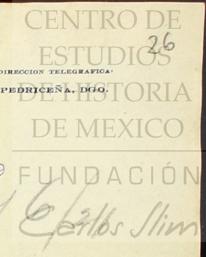 CENTRO DE
26
ESTUDIOS
DIRECCION TELEGRAFICA:
PEDRICEÑA, DGO.
DE HISTORIA
DE MEXICO
FUNDACIÓN
Carlos Slim